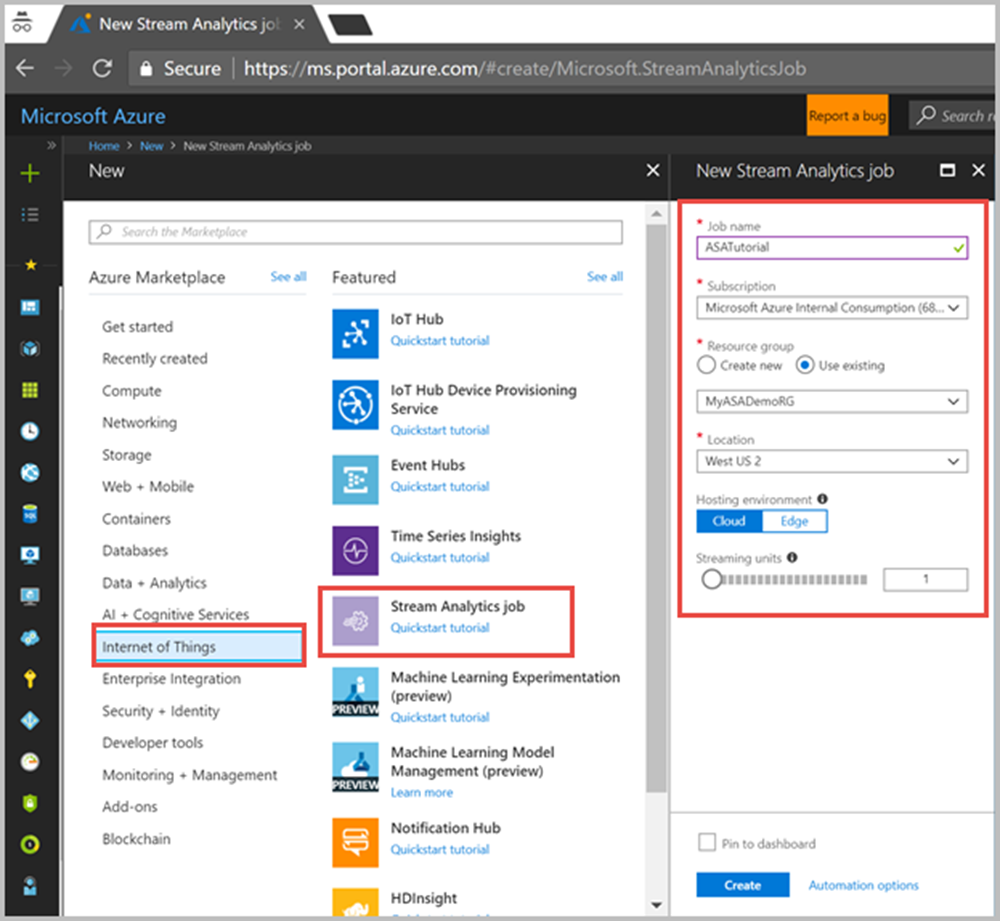 New Stream Analytics jo
Secure
https://ms.portal.azure.com/#create/Microsoft.StreamAnalyticsJob
Microsoft Azure
Report a bug
Search r
Home > New > New Stream Analytics job
New
Search the Marketplace
Azure Marketplace
See all
Get started
Recently created
Compute
Networking
Storage
Web + Mobile
Containers
Databases
Data + Analytics
AI + Cognitive Services
Internet of Things
Enterprise Integration
Security + Identity
Developer tools
Monitoring + Management
Add-ons
Blockchain
Featured
See all
IoT Hub
Quickstart tutorial
IoT Hub Device Provisioning
Service
Quickstart tutorial
Event Hubs
Quickstart tutorial
Time Series Insights
Quickstart tutorial
Stream Analytics job
Quickstart tutorial
PREVIEW
Machine Learning Experimentation
(preview)
Quickstart tutorial
PREVIEW
Machine Learning Model
Management (preview)
Learn more
Notification Hub
Quickstart tutorial
HDInsight
New Stream Analytics job
* Job name
ASATutorial
* Subscription
Microsoft Azure Internal Consumption (68...
* Resource group
Create new
Use existing
MyASADemoRG
* Location
West US 2
Hosting environment
Cloud
Edge
Streaming units
1
Pin to dashboard
Create
Automation options